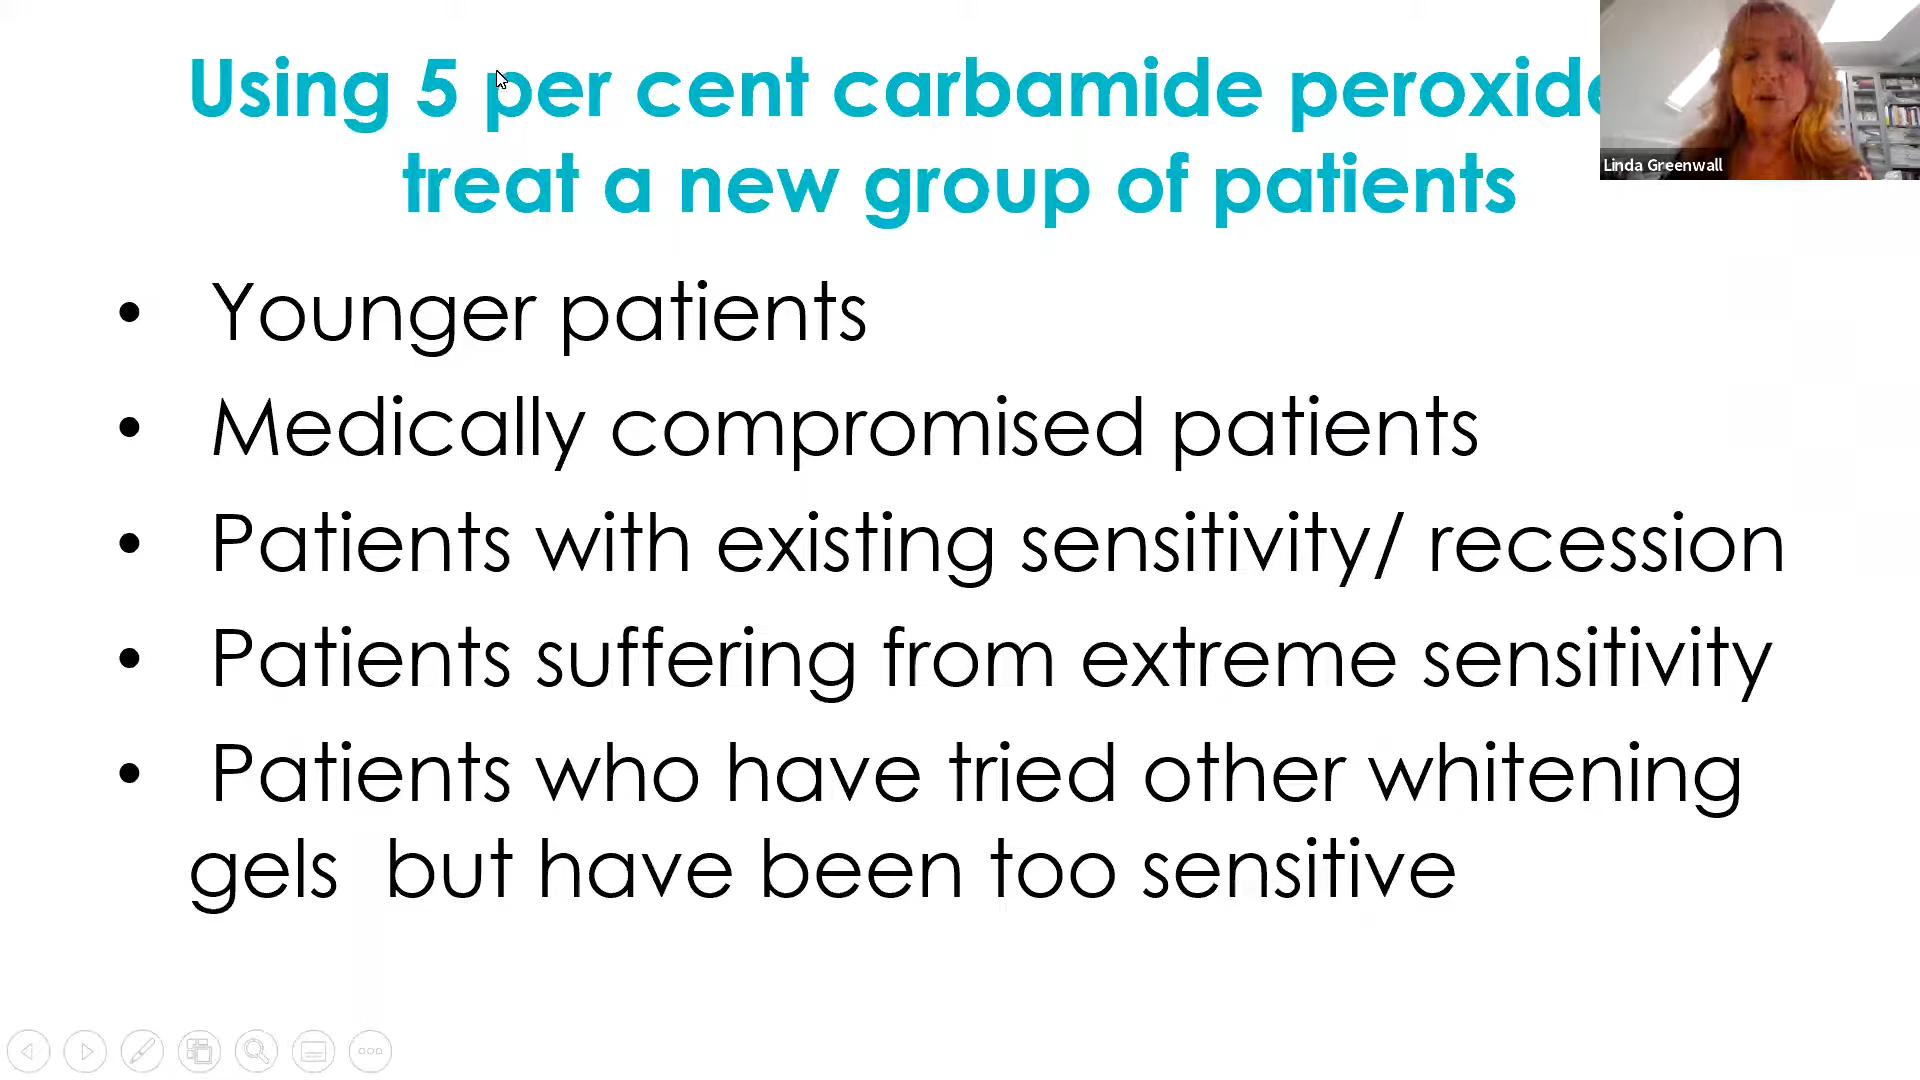 Using 5 per cent carbamide peroxide
treat a new group of patients
• Younger patients
• Medically compromised patients
• Patients with existing sensitivity/ recession
• Patients suffering from extreme sensitivity
• Patients who have tried other whitening
gels  but have been too sensitive
Linda Greenwall